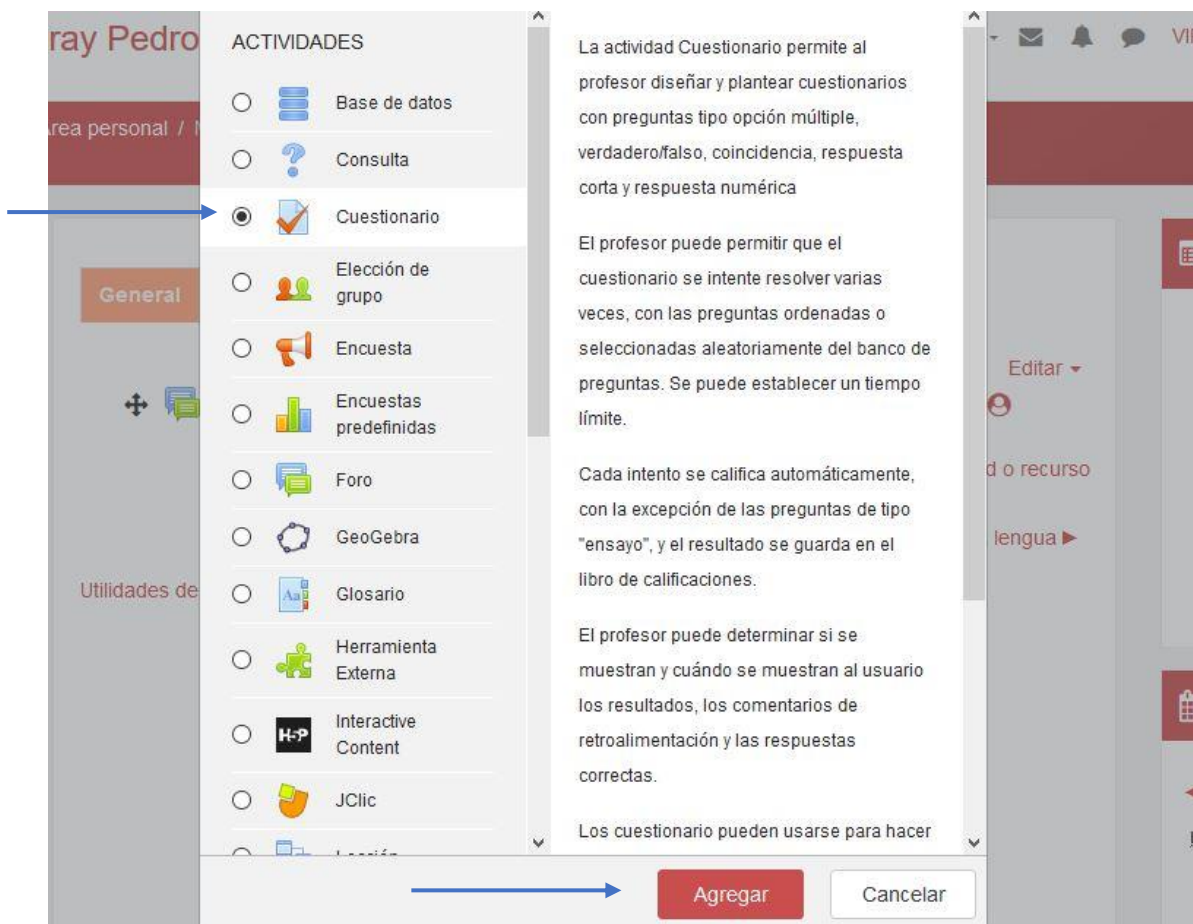 ray Pedro
VI
Área personal /
General
Utilidades de
ACTIVIDADES
Base de datos
Consulta
Cuestionario
Elección de
grupo
Encuesta
Encuestas
predefinidas
Foro
GeoGebra
Glosario
Herramienta
Externa
H-P
Interactive
Content
JClic
Lección
La actividad Cuestionario permite al
profesor diseñar y plantear cuestionarios
con preguntas tipo opción múltiple,
verdadero/falso, coincidencia, respuesta
corta y respuesta numérica
El profesor puede permitir que el
cuestionario se intente resolver varias
veces, con las preguntas ordenadas o
seleccionadas aleatoriamente del banco de
preguntas. Se puede establecer un tiempo
límite.
Cada intento se califica automáticamente,
con la excepción de las preguntas de tipo
"ensayo", y el resultado se guarda en el
libro de calificaciones.
El profesor puede determinar si se
muestran y cuándo se muestran al usuario
los resultados, los comentarios de
retroalimentación y las respuestas
correctas.
Los cuestionario pueden usarse para hacer
Editar
d o recurso
lengua
Agregar
Cancelar